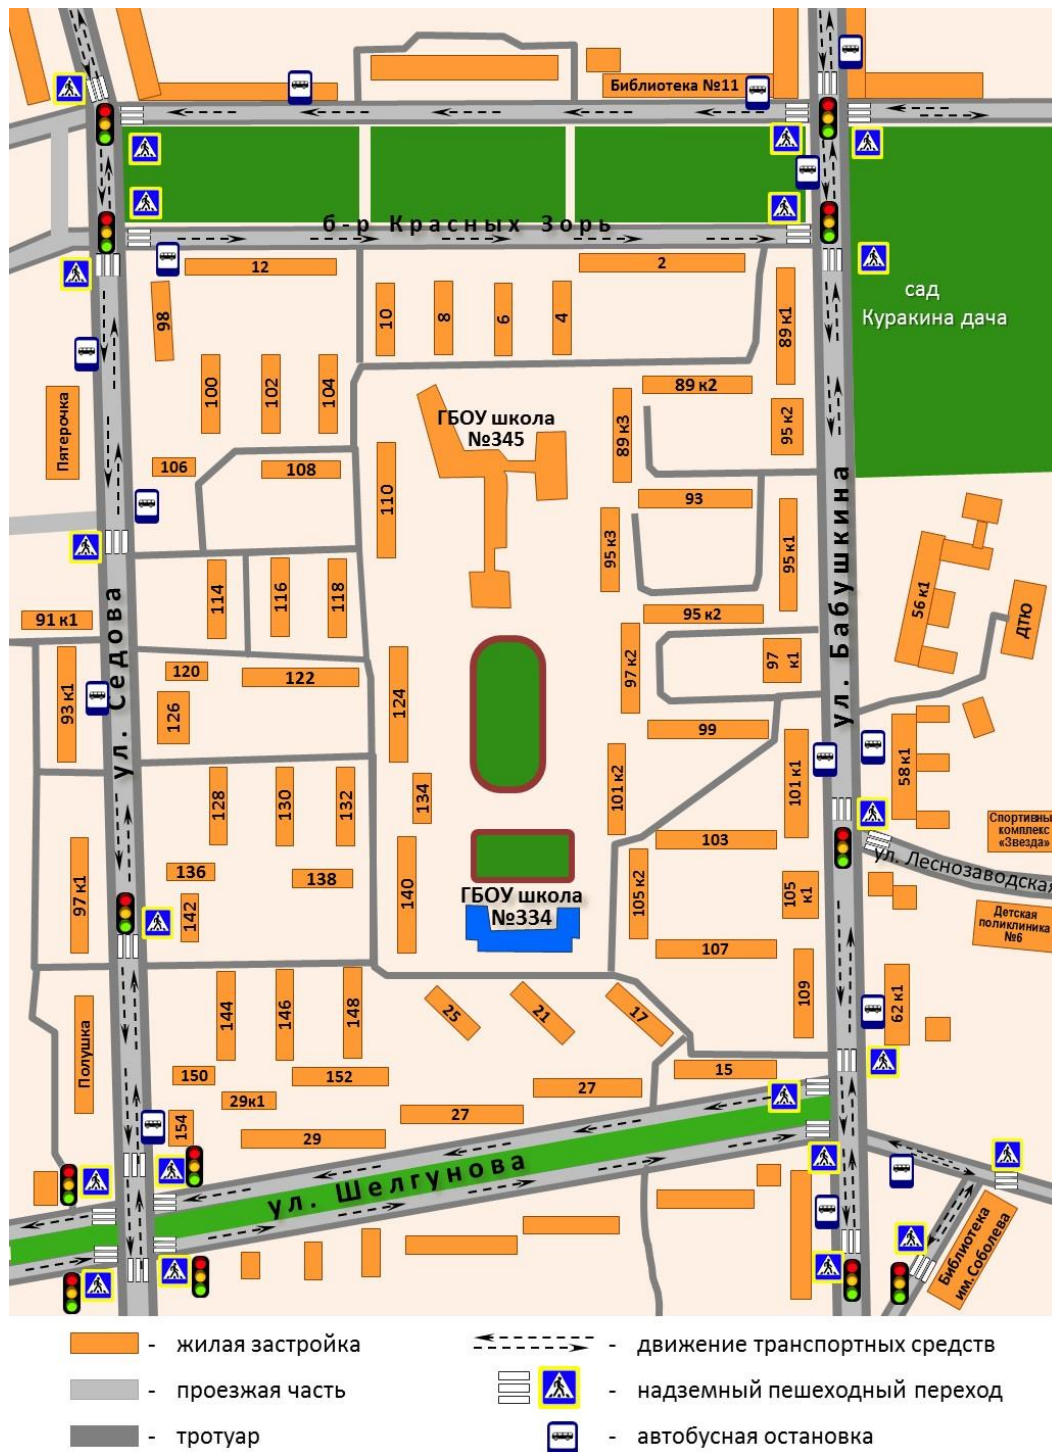 Библиотека №11
б-р Красных Зорь
12
2
сад
Куракина дача
98
10
8
6
4
89 к1
100
102
104
89 к2
ГБОУ школа
№345
89 к3
95 к2
Пятерочка
106
108
110
93
95 к3
95 к1
ул. Бабушкина
56 к1
ДТЮ
114
116
118
91 к1
95 к2
ул. Седова
120
122
124
97 к2
97
к1
93 к1
126
99
58 к1
128
130
132
134
101 к2
101 к1
Спортивны
комплекс
«Звезда»
103
ул. Леснозаводская
97 к1
136
138
140
142
105 к2
105
к1
ГБОУ школа
№334
Детская
поликлиника
№6
107
109
62 к1
144
146
148
25
21
17
Полушка
150
152
15
29к1
27
27
154
29
ул. Шелгунова
Библиотека
им. Соболева
- жилая застройка
- движение транспортных средств
- проезжая часть
- надземный пешеходный переход
- тротуар
- автобусная остановка